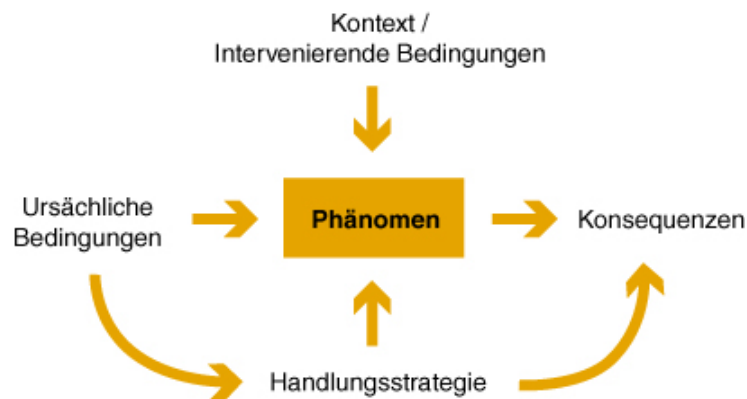 Kontext /
Intervenierende Bedingungen
Ursächliche
Bedingungen
Phänomen
Konsequenzen
Handlungsstrategie